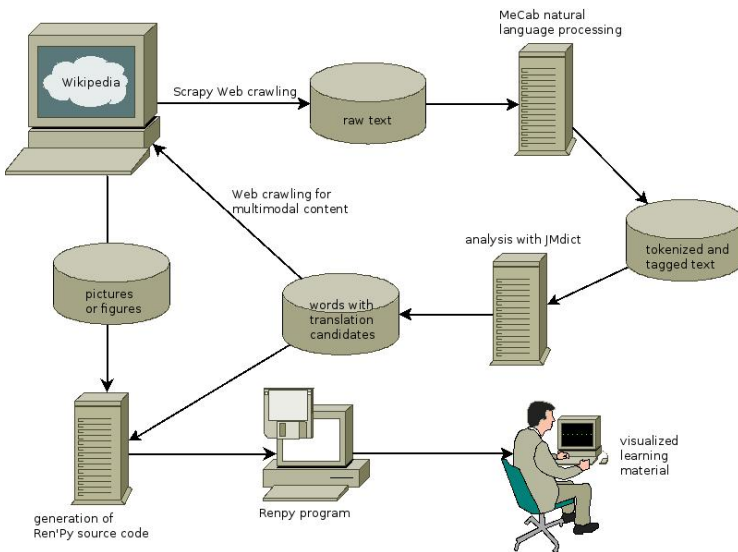 MeCab natural
language processing
Wikipedia
Scrapy Web crawling
raw text
Web crawling for
multimodal content
analysis with JMdict
tokenized and
tagged text
pictures
or figures
words with
translation
candidates
visualized
learning
material
generation of
Ren'Py source code
Renpy program